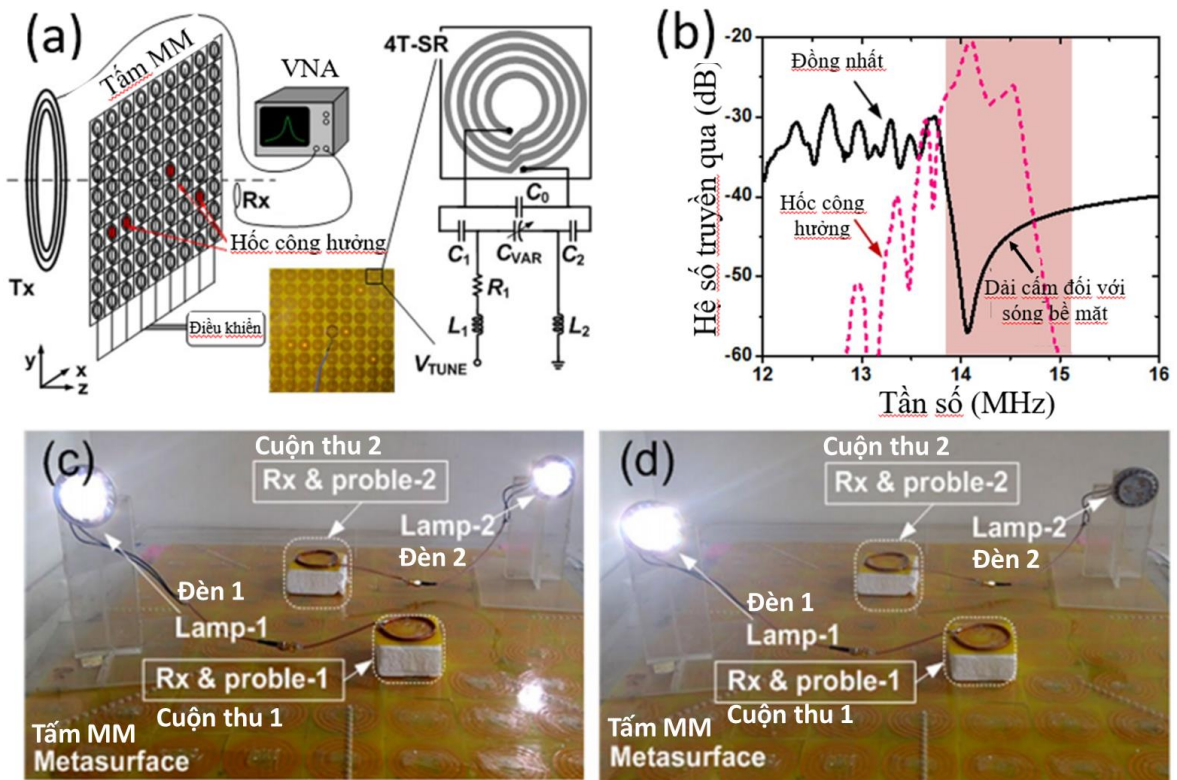 (a)
Tấm MM
VNA
4T-SR
Rx
Hốc cộng hưởng
Tx
Điều khiển
C₀
C₁
C_VAR
C₂
R₁
L₁
L₂
V_TUNE
y
x
z
(b)
Hệ số truyền qua (dB)
-20
-30
-40
-50
-60
Đồng nhất
Hốc cộng
hưởng
Dải cấm đối với
sóng bề mặt
12
13
14
15
16
Tần số (MHz)
(c)
Cuộn thu 2
Rx & proble-2
Lamp-2
Đèn 2
Đèn 1
Lamp-1
Rx & proble-1
Cuộn thu 1
Tấm MM
Metasurface
(d)
Cuộn thu 2
Rx & proble-2
Lamp-2
Đèn 2
Đèn 1
Lamp-1
Rx & proble-1
Cuộn thu 1
Tấm MM
Metasurface